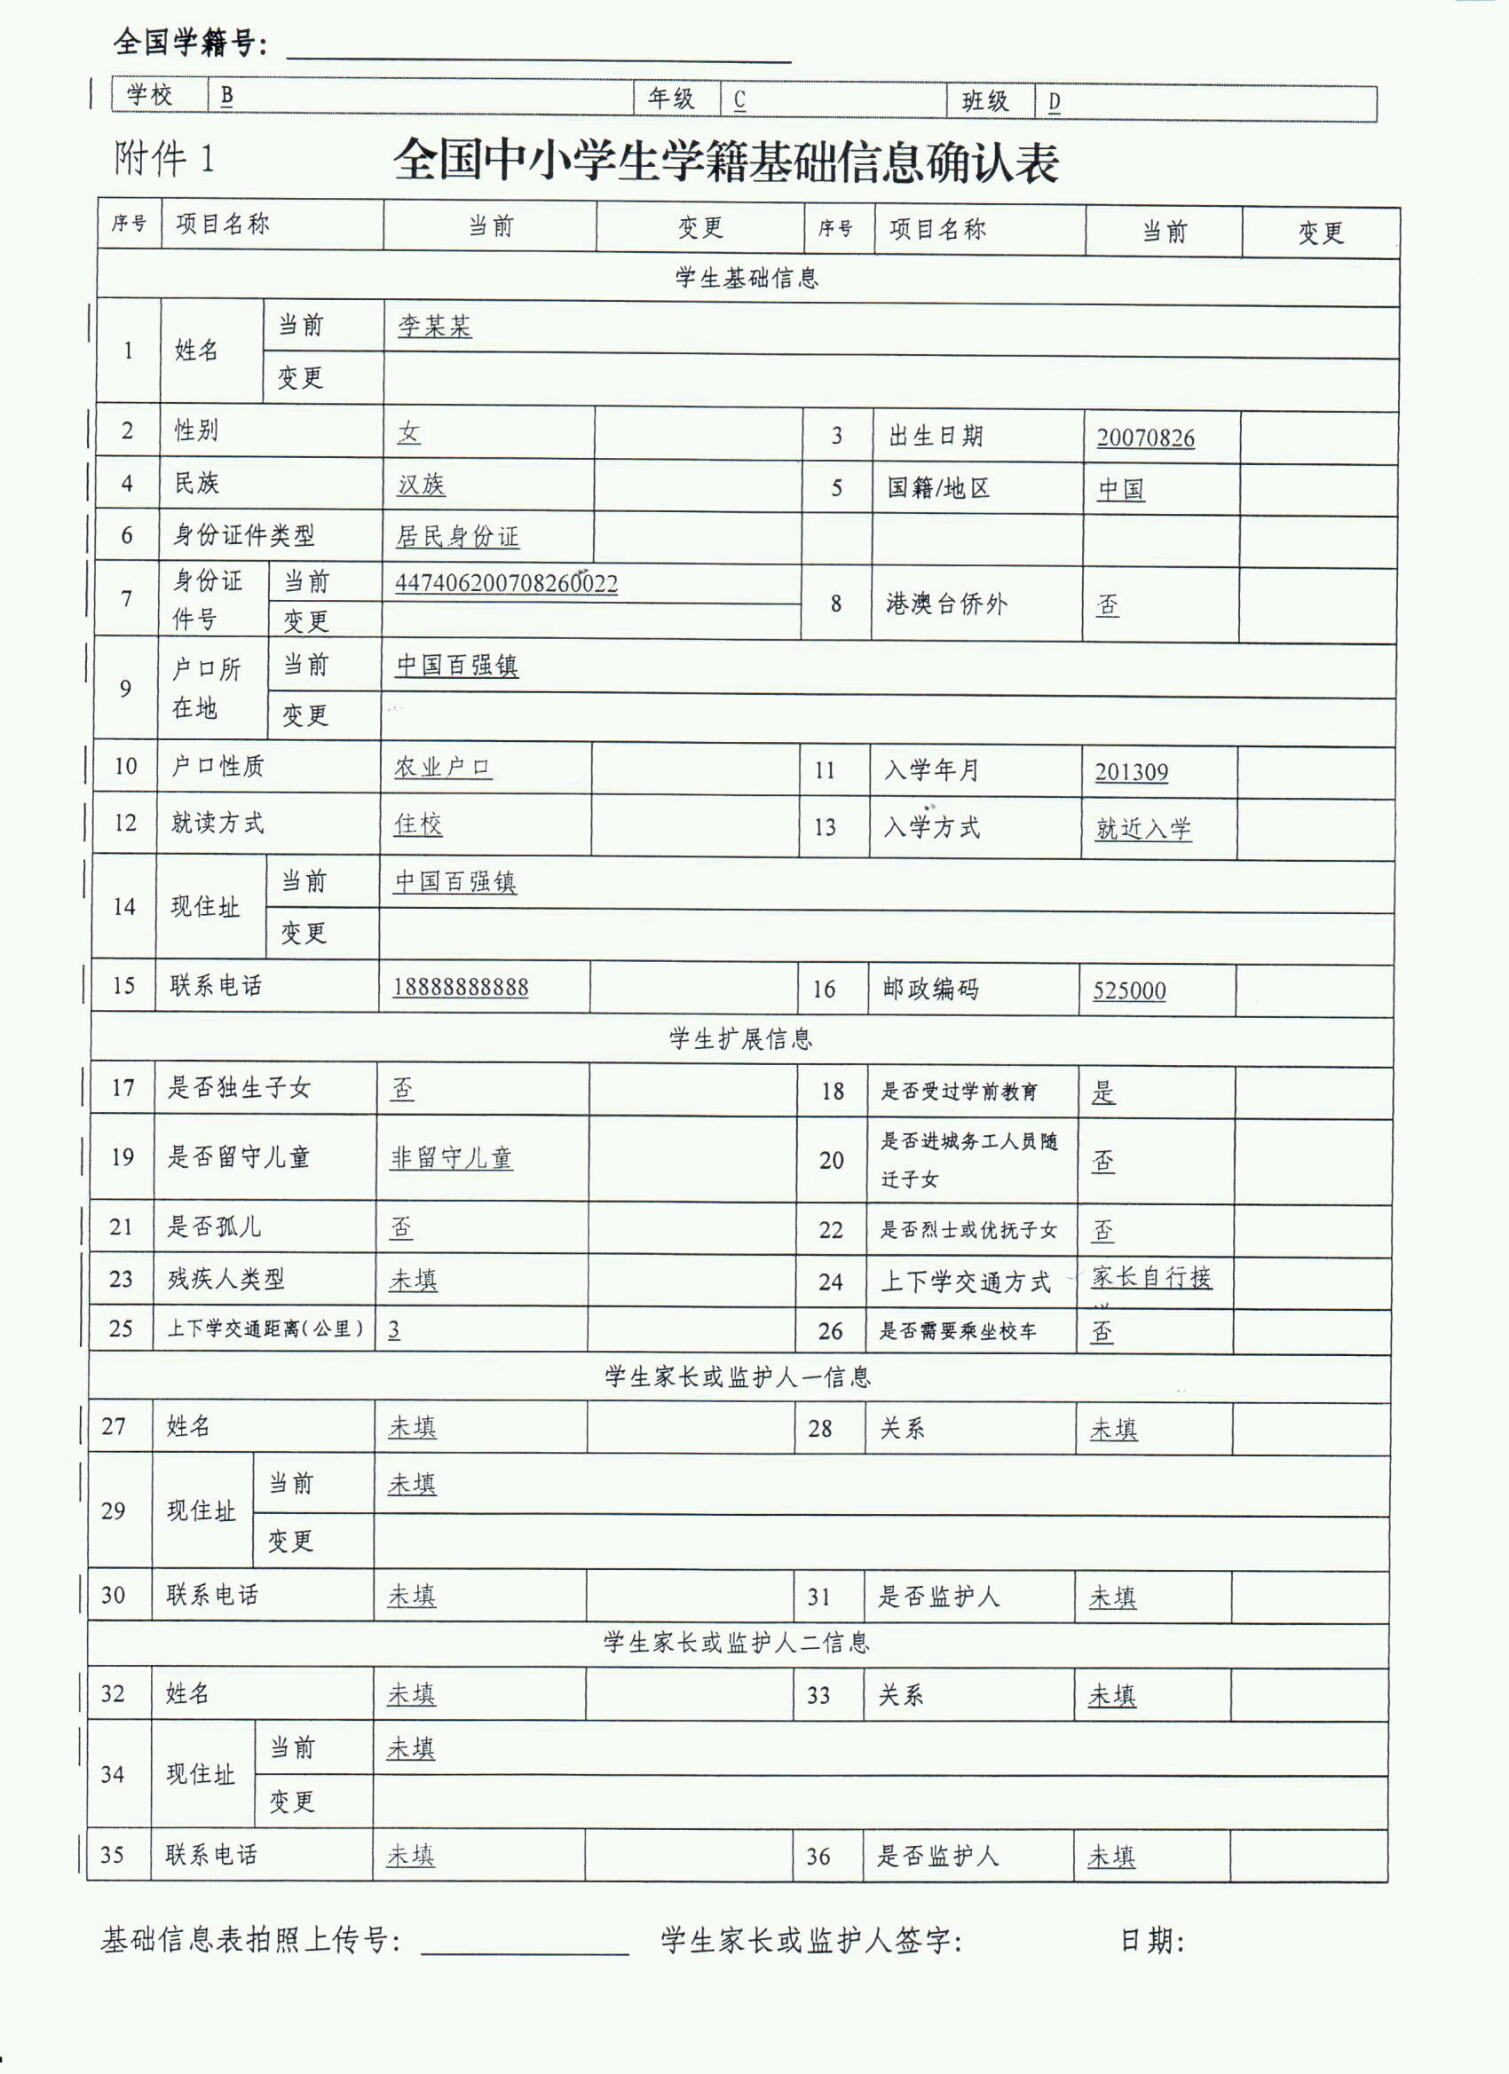 全国学籍号:
学校 B 年级 C 班级 D
附件 1 全国中小学生学籍基础信息确认表
序号 项目名称 当前 变更 序号 项目名称 当前 变更
学生基础信息
1 姓名 当前 李某某
变更
2 性别 女 3 出生日期 20070826
4 民族 汉族 5 国籍/地区 中国
6 身份证件类型 居民身份证
7 身份证 当前 447406200708260022 8 港澳台侨外 否
件号 变更
9 户口所 当前 中国百强镇
在地 变更
10 户口性质 农业户口 11 入学年月 201309
12 就读方式 住校 13 入学方式 就近入学
14 现住址 当前 中国百强镇
变更
15 联系电话 18888888888 16 邮政编码 525000
学生扩展信息
17 是否独生子女 否 18 是否受过学前教育 是
19 是否留守儿童 非留守儿童 20 是否进城务工人员随 否
迁子女
21 是否孤儿 否 22 是否烈士或优抚子女 否
23 残疾人类型 未填 24 上下学交通方式 家长自行接
25 上下学交通距离(公里) 3 26 是否需要乘坐校车 否
学生家长或监护人一信息
27 姓名 未填 28 关系 未填
29 现住址 当前 未填
变更
30 联系电话 未填 31 是否监护人 未填
学生家长或监护人二信息
32 姓名 未填 33 关系 未填
34 现住址 当前 未填
变更
35 联系电话 未填 36 是否监护人 未填
基础信息表拍照上传号: 学生家长或监护人签字: 日期: